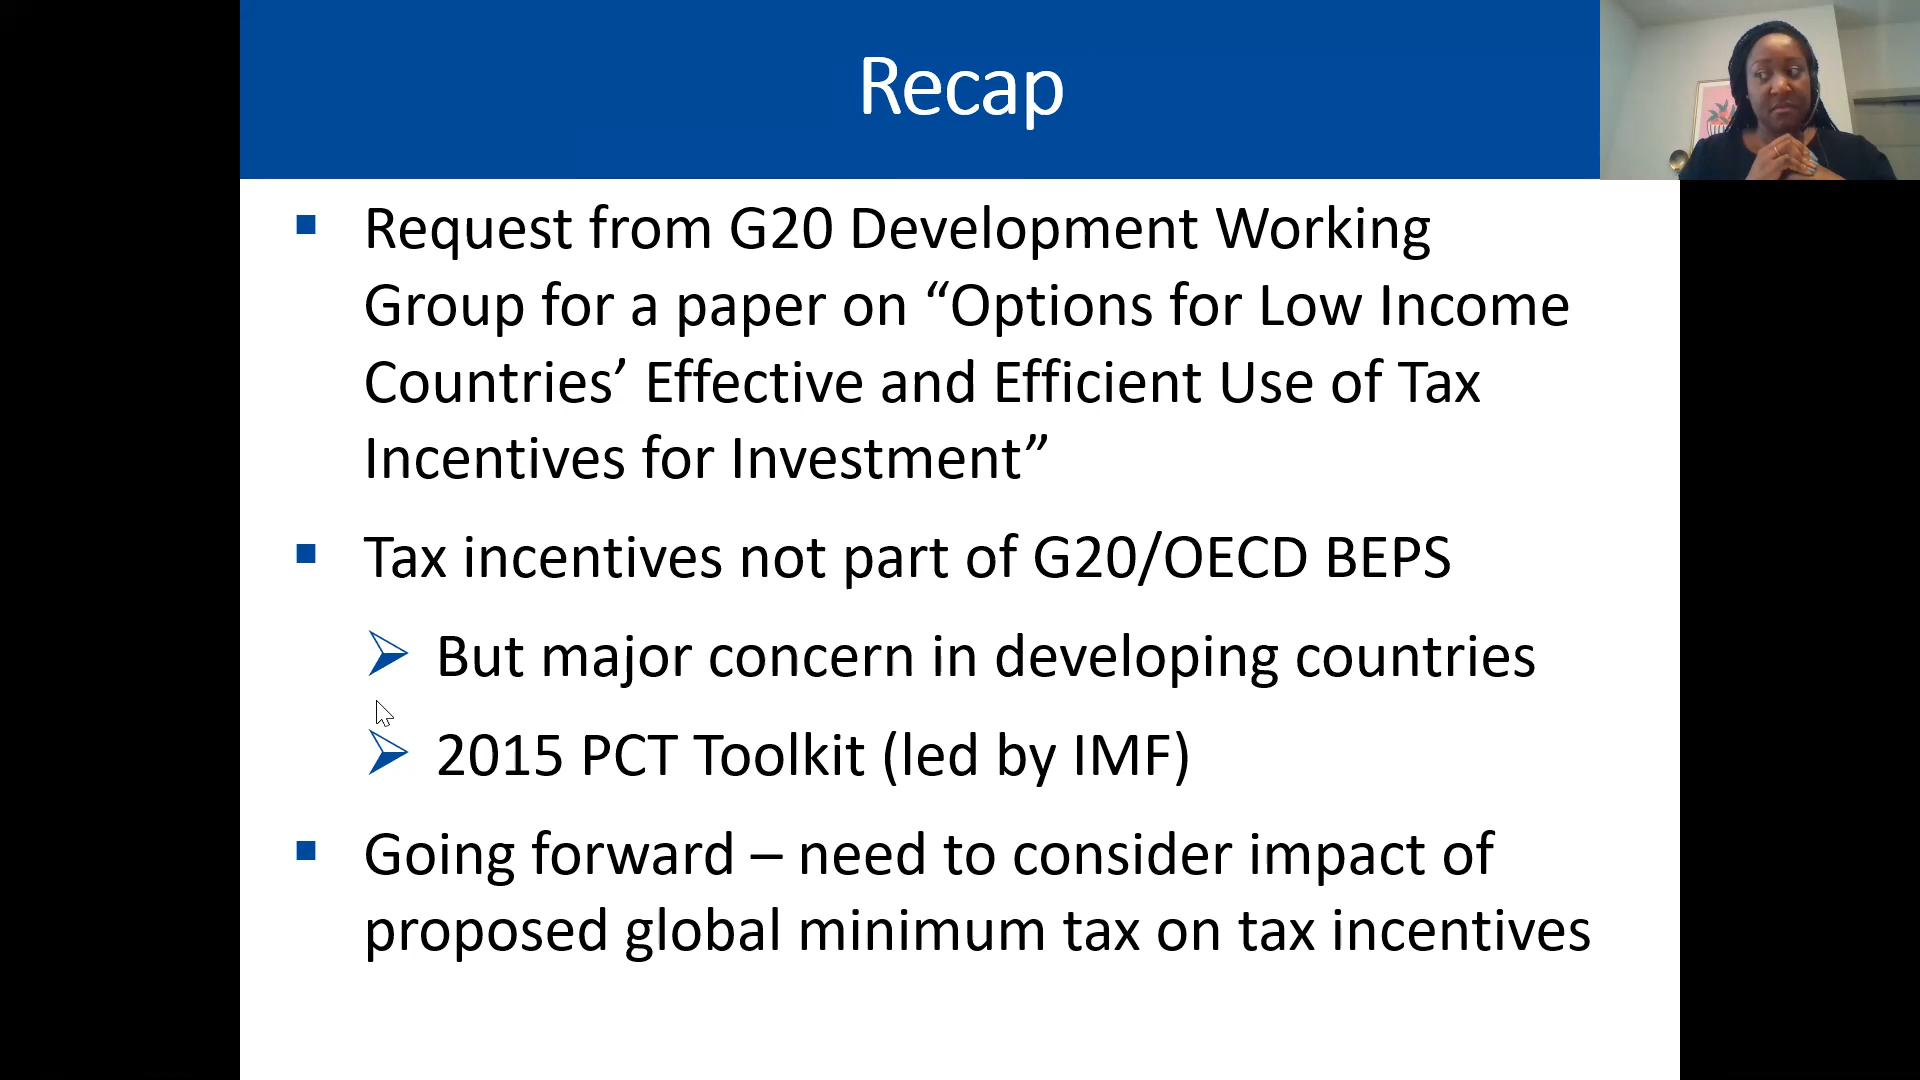 Recap
Request from G20 Development Working
Group for a paper on “Options for Low Income
Countries’ Effective and Efficient Use of Tax
Incentives for Investment”
Tax incentives not part of G20/OECD BEPS
But major concern in developing countries
2015 PCT Toolkit (led by IMF)
Going forward – need to consider impact of
proposed global minimum tax on tax incentives